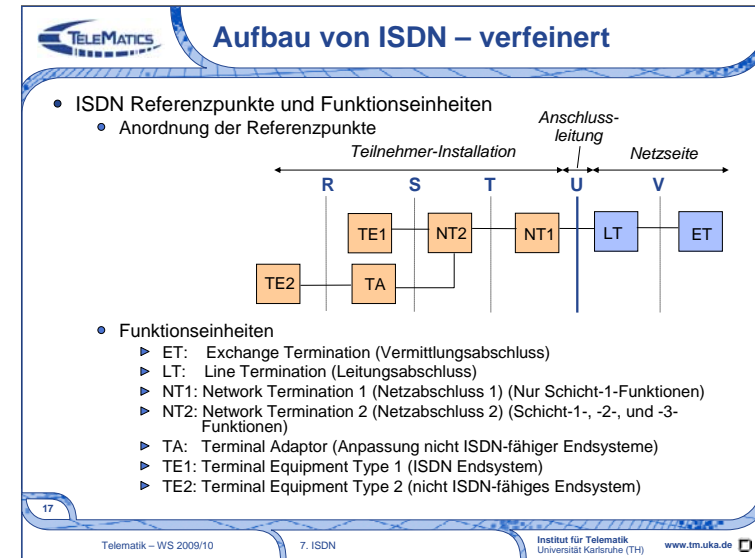 TELEMATICS
Aufbau von ISDN – verfeinert
ISDN Referenzpunkte und Funktionseinheiten
Anordnung der Referenzpunkte
Anschluss-
leitung
Teilnehmer-Installation
Netzseite
R S T U V
TE1 NT2 NT1 LT ET
TE2 TA
Funktionseinheiten
ET: Exchange Termination (Vermittlungsabschluss)
LT: Line Termination (Leitungsabschluss)
NT1: Network Termination 1 (Netzabschluss 1) (Nur Schicht-1-Funktionen)
NT2: Network Termination 2 (Netzabschluss 2) (Schicht-1-, -2-, und -3-
Funktionen)
TA: Terminal Adaptor (Anpassung nicht ISDN-fähiger Endsysteme)
TE1: Terminal Equipment Type 1 (ISDN Endsystem)
TE2: Terminal Equipment Type 2 (nicht ISDN-fähiges Endsystem)
17
Telematik – WS 2009/10
7. ISDN
Institut für Telematik
Universität Karlsruhe (TH)
www.tm.uka.de